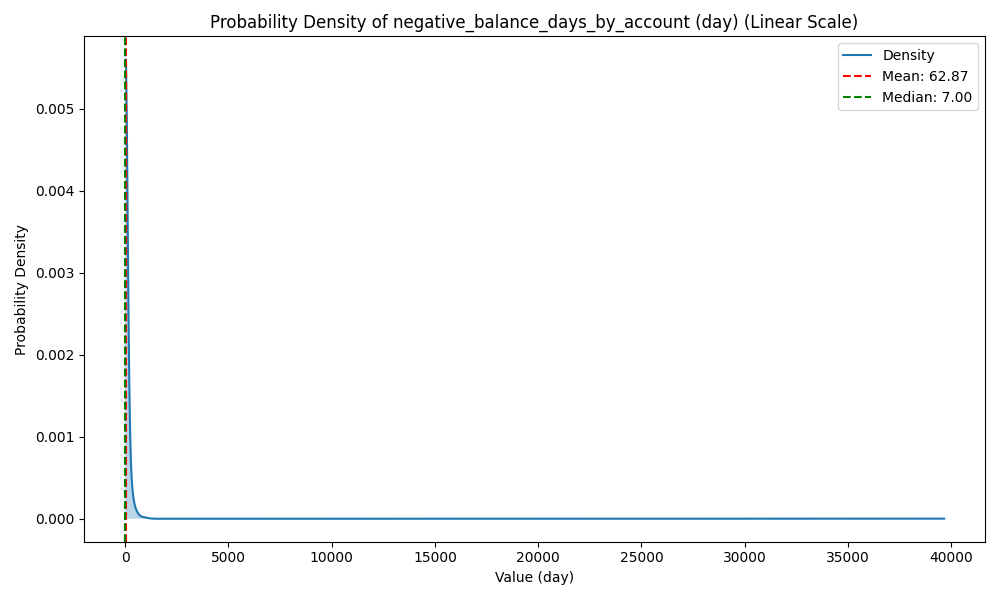 Probability Density of negative_balance_days_by_account (day) (Linear Scale)
Density
Mean: 62.87
Median: 7.00
Probability Density
0.005
0.004
0.003
0.002
0.001
0.000
0 5000 10000 15000 20000 25000 30000 35000 40000
Value (day)